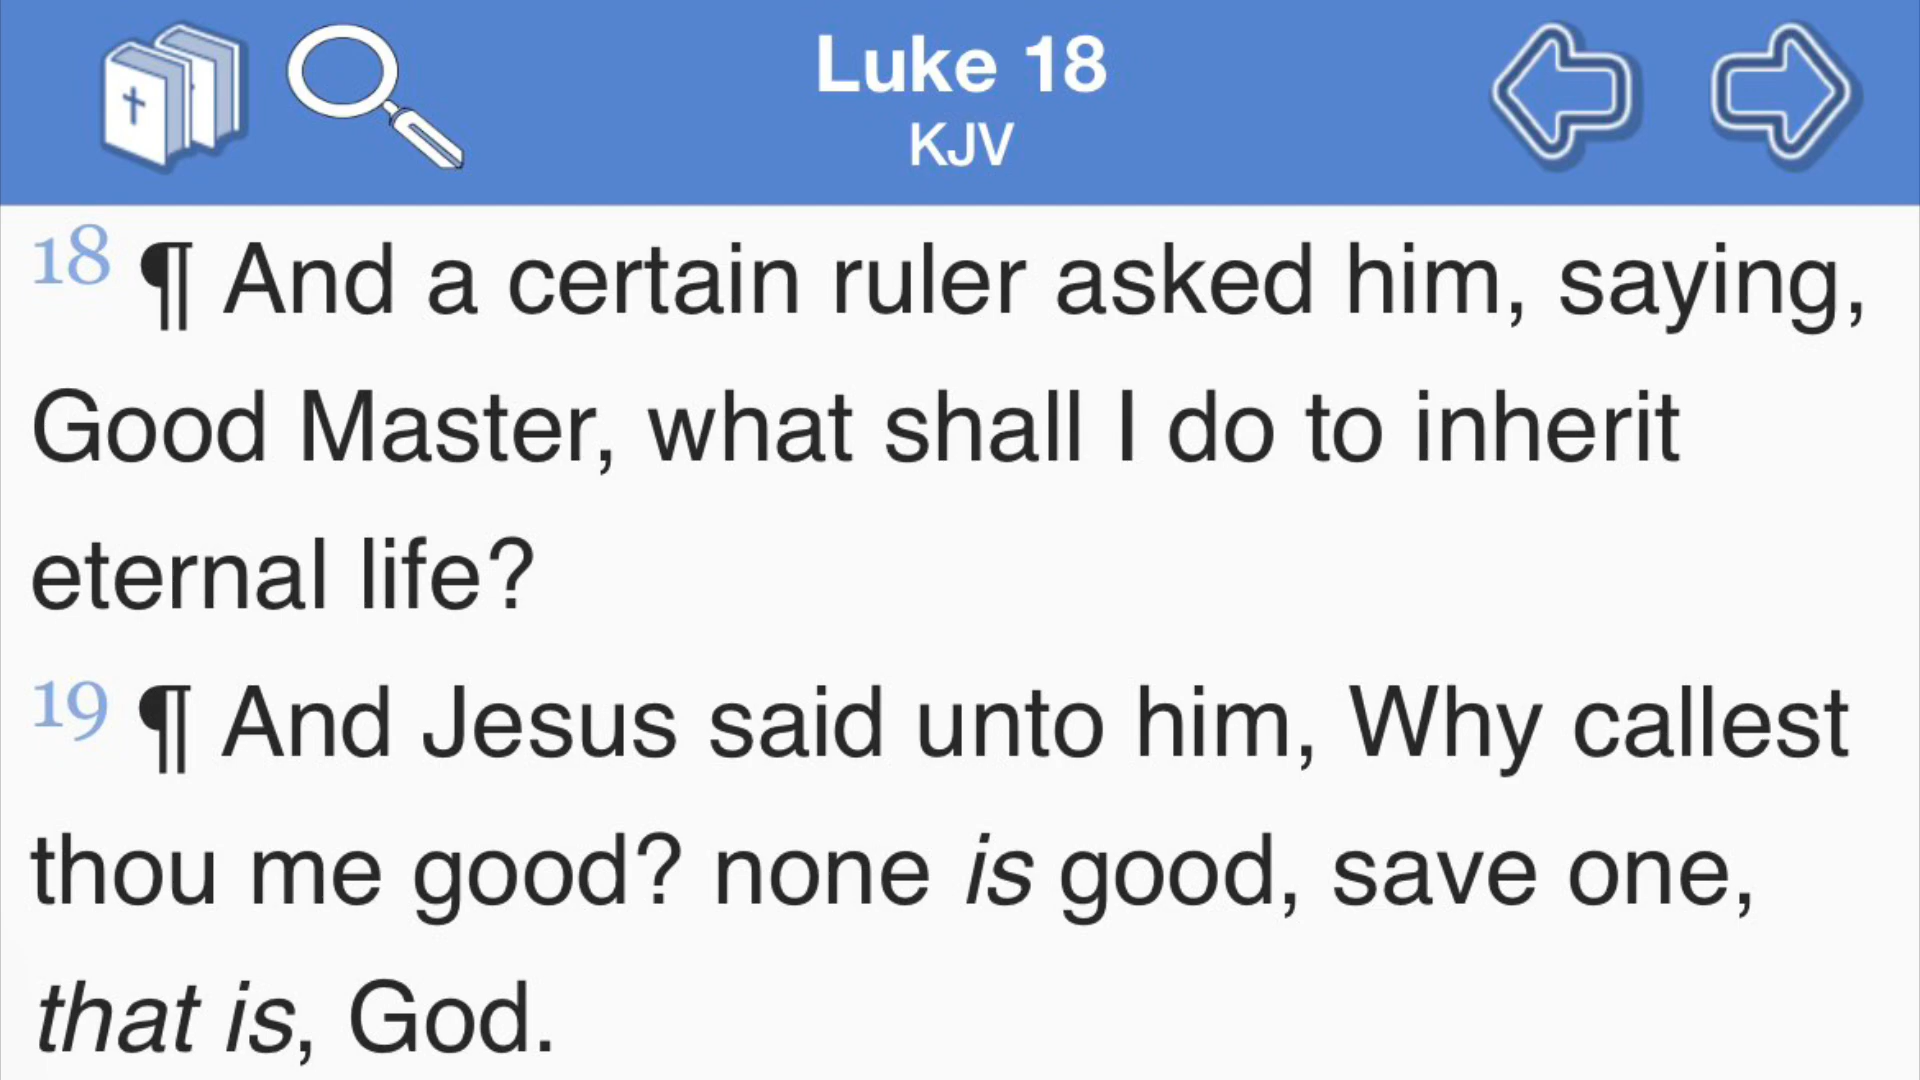 Luke 18
KJV
18 ¶ And a certain ruler asked him, saying,
Good Master, what shall I do to inherit
eternal life?
19 ¶ And Jesus said unto him, Why callest
thou me good? none is good, save one,
that is, God.